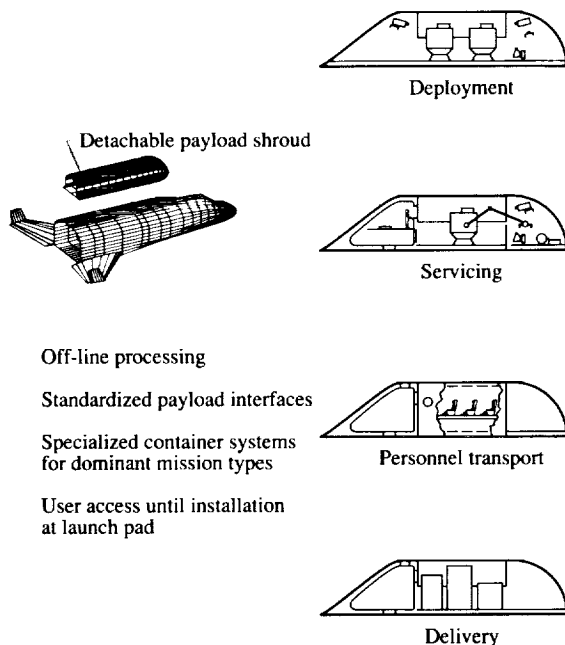 Deployment
Detachable payload shroud
Servicing
Off-line processing
Standardized payload interfaces
Specialized container systems
for dominant mission types
User access until installation
at launch pad
Personnel transport
Delivery